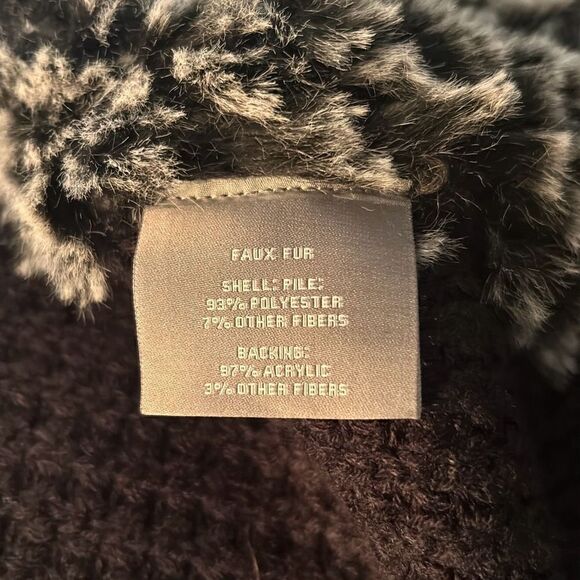 FAUX FUR
SHELL: PILE:
93% POLYESTER
7% OTHER FIBERS
BACKING:
97% ACRYLIC
3% OTHER FIBERS